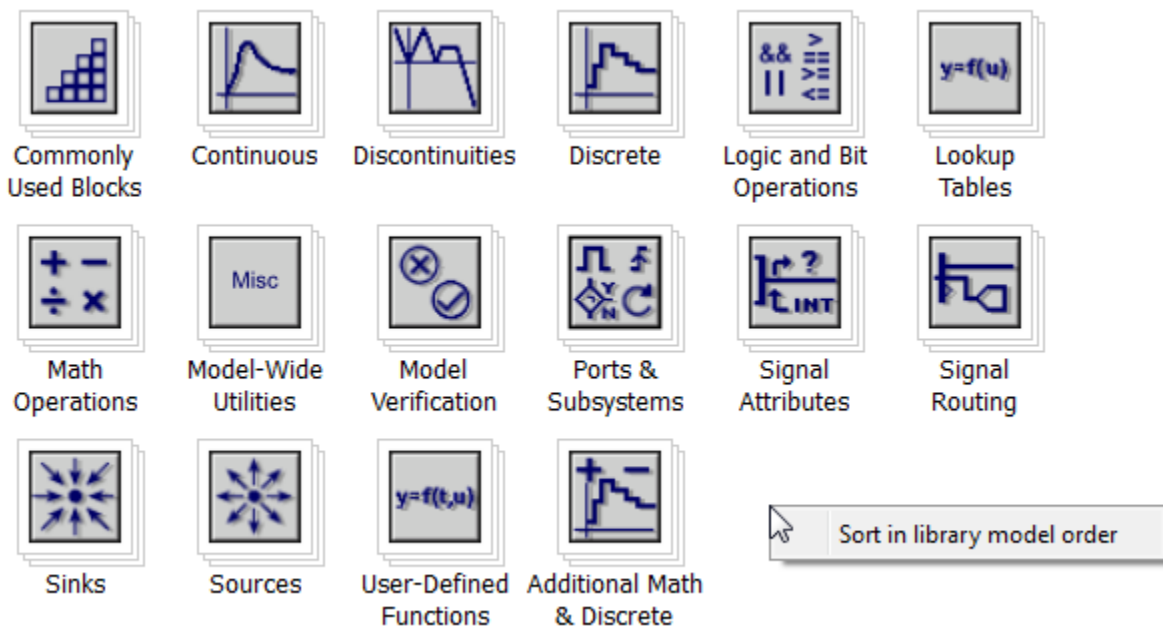 && >
==
|| >=
<=
y=f(u)
Commonly
Used Blocks
Continuous
Discontinuities
Discrete
Logic and Bit
Operations
Lookup
Tables
+ −
÷ ×
Misc
Y
N
?
INT
Math
Operations
Model-Wide
Utilities
Model
Verification
Ports &
Subsystems
Signal
Attributes
Signal
Routing
y=f(t,u)
+ −
Sort in library model order
Sinks
Sources
User-Defined
Functions
Additional Math
& Discrete